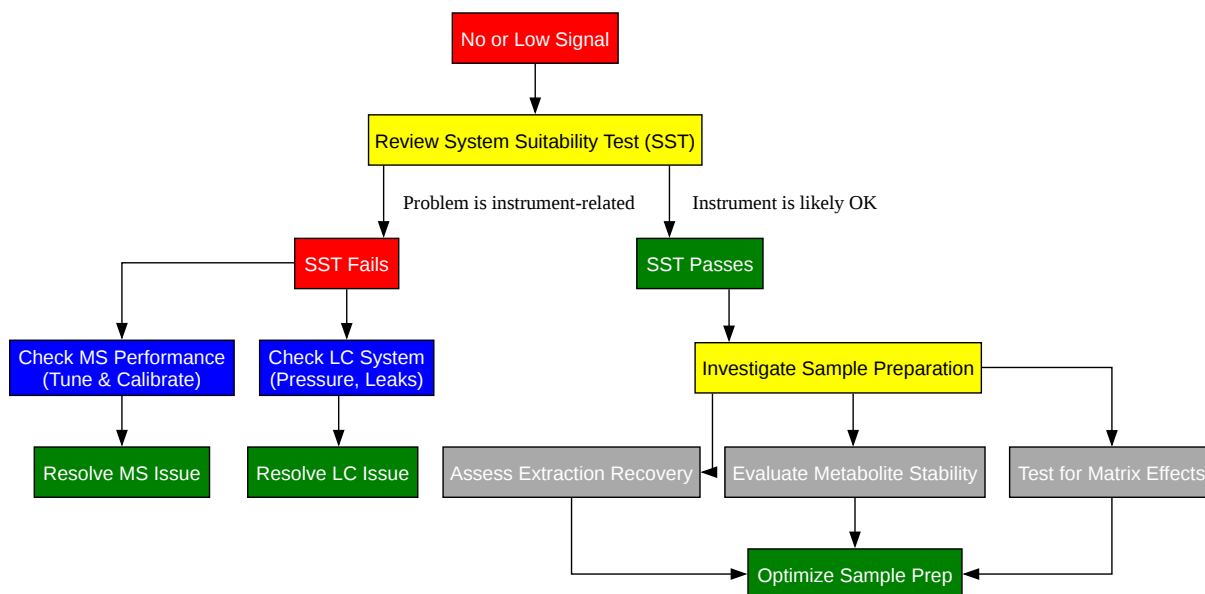 No or Low Signal
Review System Suitability Test (SST)
Problem is instrument-related
Instrument is likely OK
SST Fails
SST Passes
Check MS Performance
(Tune & Calibrate)
Check LC System
(Pressure, Leaks)
Investigate Sample Preparation
Resolve MS Issue
Resolve LC Issue
Assess Extraction Recovery
Evaluate Metabolite Stability
Test for Matrix Effects
Optimize Sample Prep